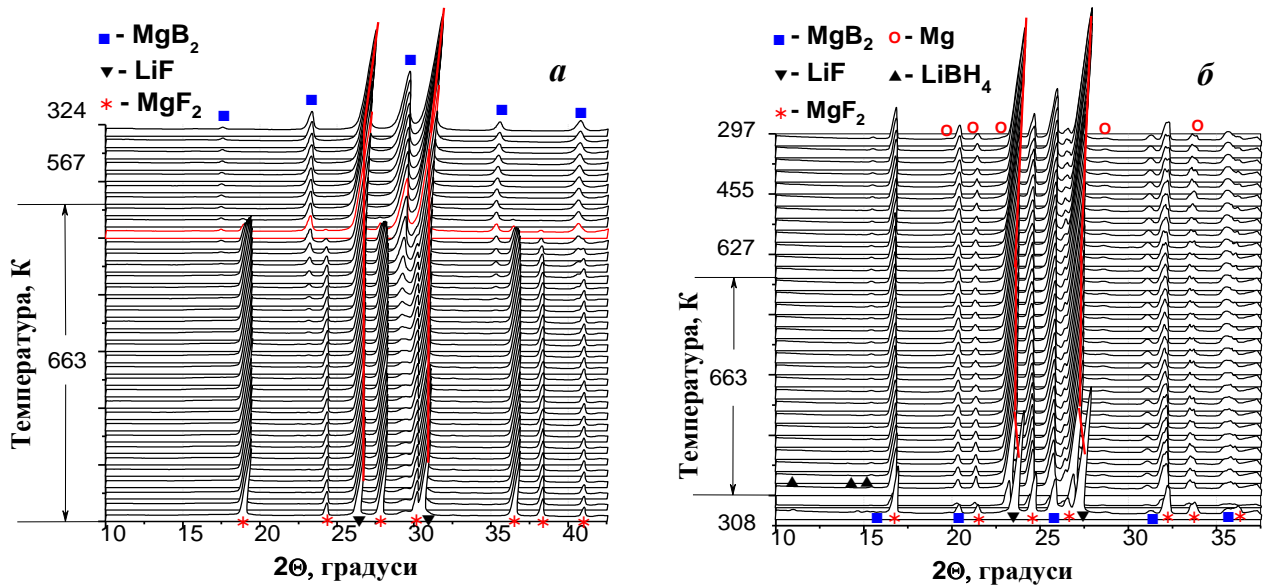 ■ - MgB₂
▼ - LiF
* - MgF₂
а
324
567
663
Температура, К
10 15 20 25 30 35 40
2Θ, градуси
■ - MgB₂ o - Mg
▼ - LiF ▲ - LiBH₄
* - MgF₂
б
297
455
627
663
308
Температура, К
10 15 20 25 30 35
2Θ, градуси